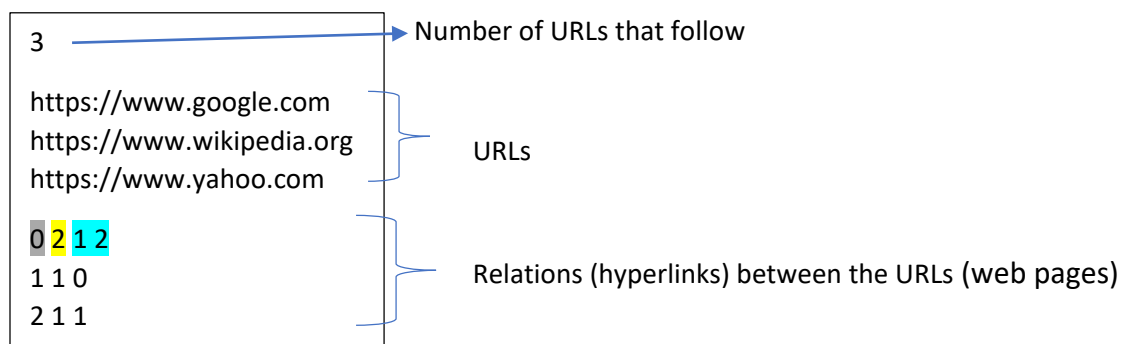 3
Number of URLs that follow
https://www.google.com
https://www.wikipedia.org
https://www.yahoo.com
URLs
0 2 1 2
1 1 0
2 1 1
Relations (hyperlinks) between the URLs (web pages)